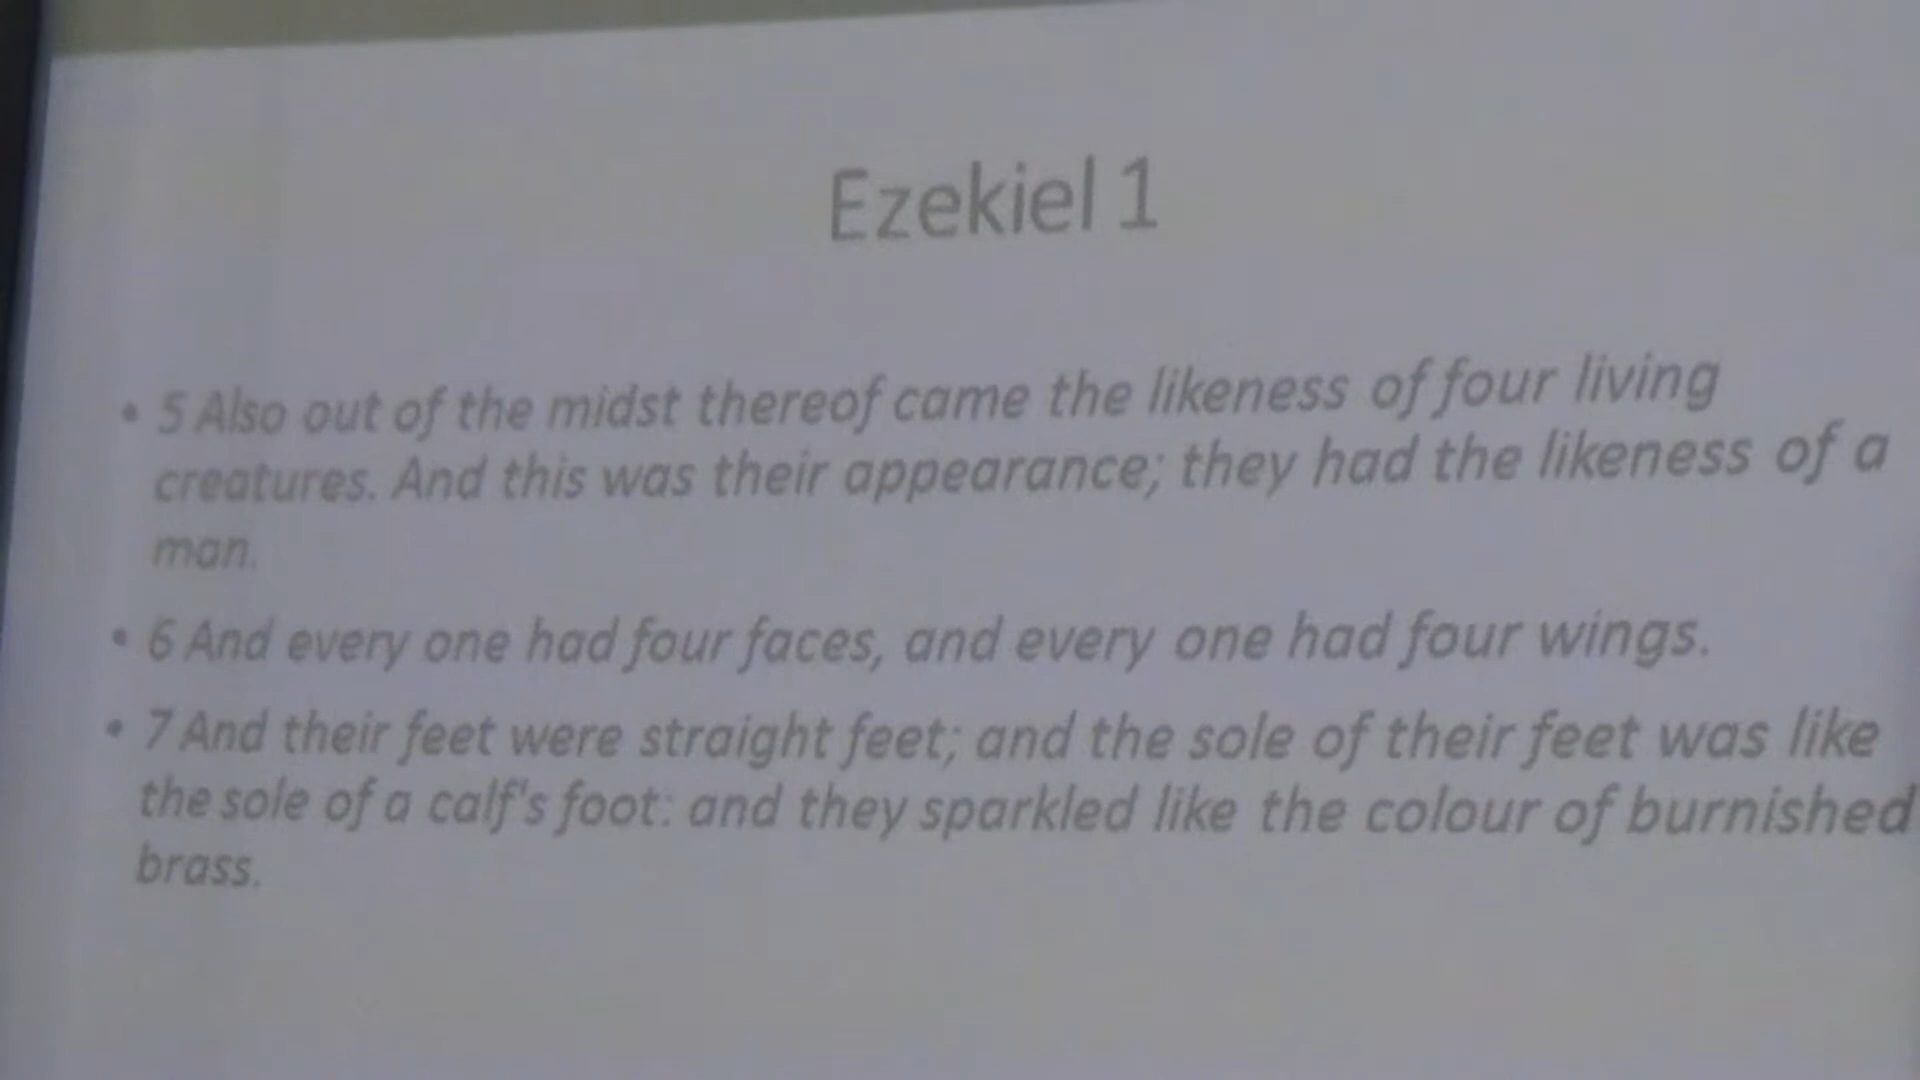 Ezekiel 1
• 5 Also out of the midst thereof came the likeness of four living
creatures. And this was their appearance; they had the likeness of a
man.
• 6 And every one had four faces, and every one had four wings.
• 7 And their feet were straight feet; and the sole of their feet was like
the sole of a calf's foot: and they sparkled like the colour of burnished
brass.